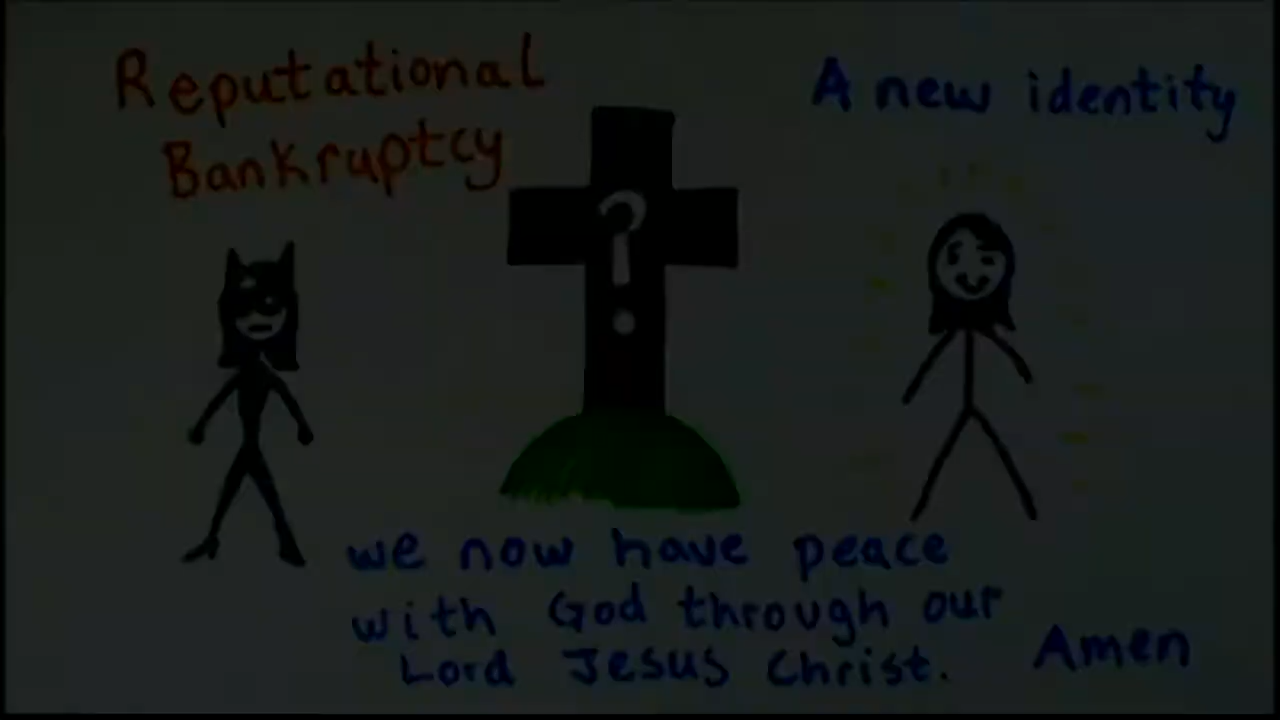 Reputational
Bankruptcy
A new identity
?
we now have peace
with God through our
Lord Jesus Christ.
Amen